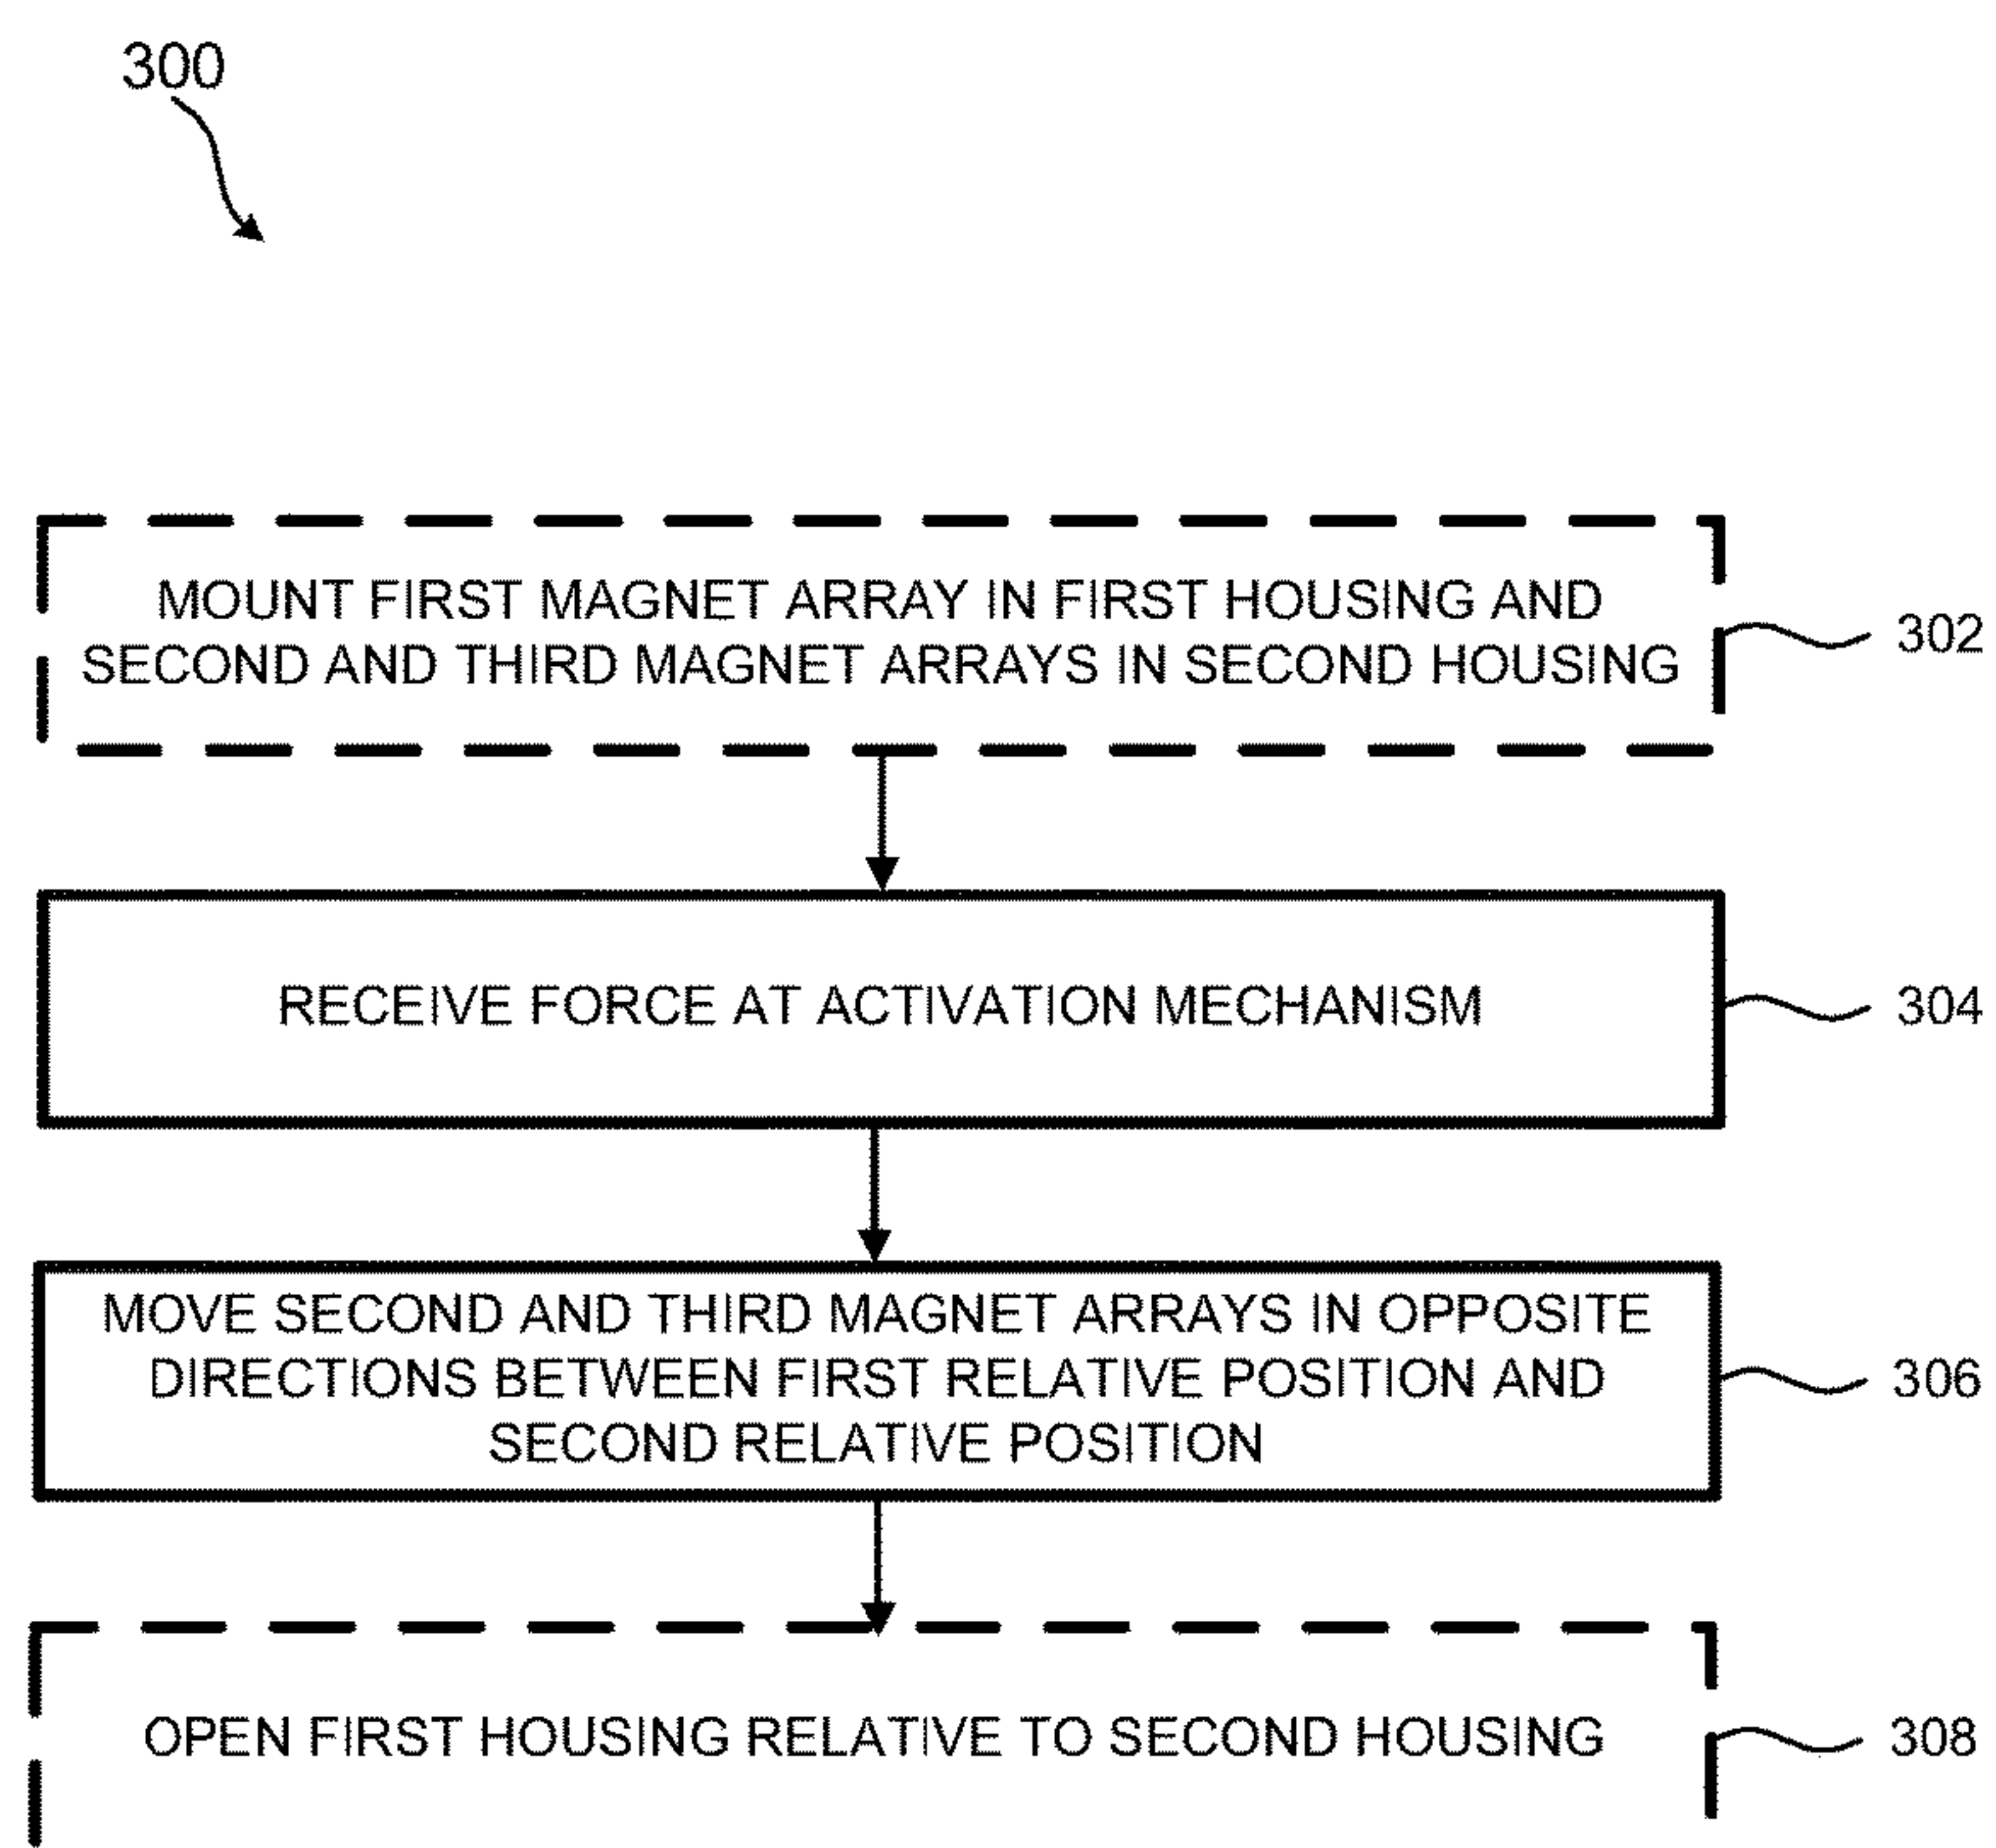 300
MOUNT FIRST MAGNET ARRAY IN FIRST HOUSING AND
SECOND AND THIRD MAGNET ARRAYS IN SECOND HOUSING
302
RECEIVE FORCE AT ACTIVATION MECHANISM
304
MOVE SECOND AND THIRD MAGNET ARRAYS IN OPPOSITE
DIRECTIONS BETWEEN FIRST RELATIVE POSITION AND
SECOND RELATIVE POSITION
306
OPEN FIRST HOUSING RELATIVE TO SECOND HOUSING
308